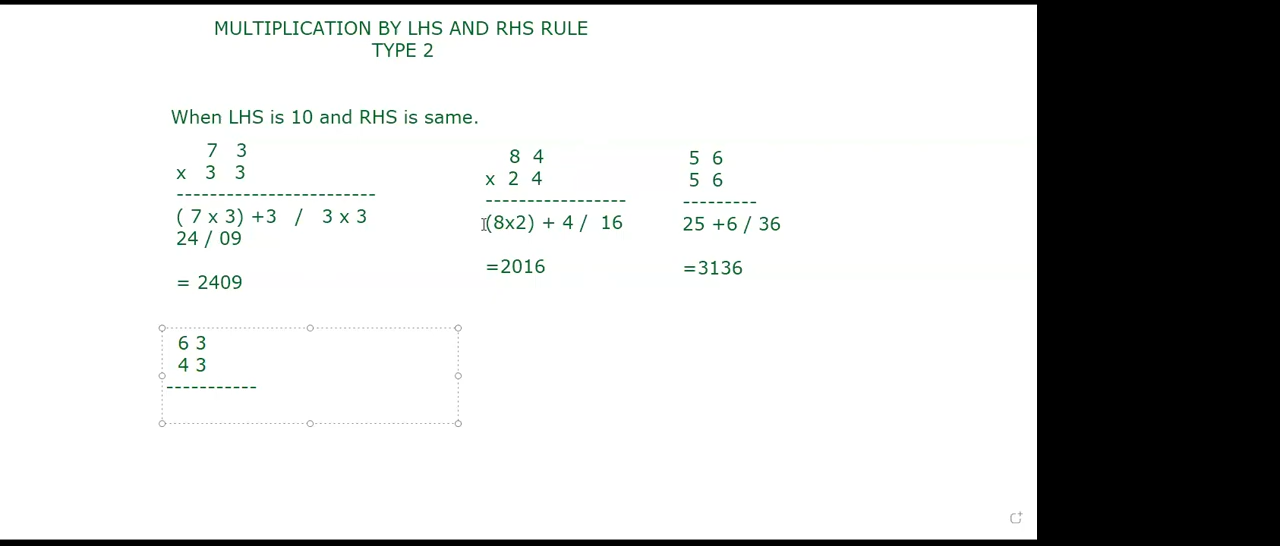 MULTIPLICATION BY LHS AND RHS RULE
TYPE 2
When LHS is 10 and RHS is same.
7 3
x 3 3
------------------------
( 7 x 3) +3 / 3 x 3
24 / 09
= 2409
8 4
x 2 4
-----------------
(8x2) + 4 / 16
=2016
5 6
5 6
---------
25 +6 / 36
=3136
6 3
4 3
-----------